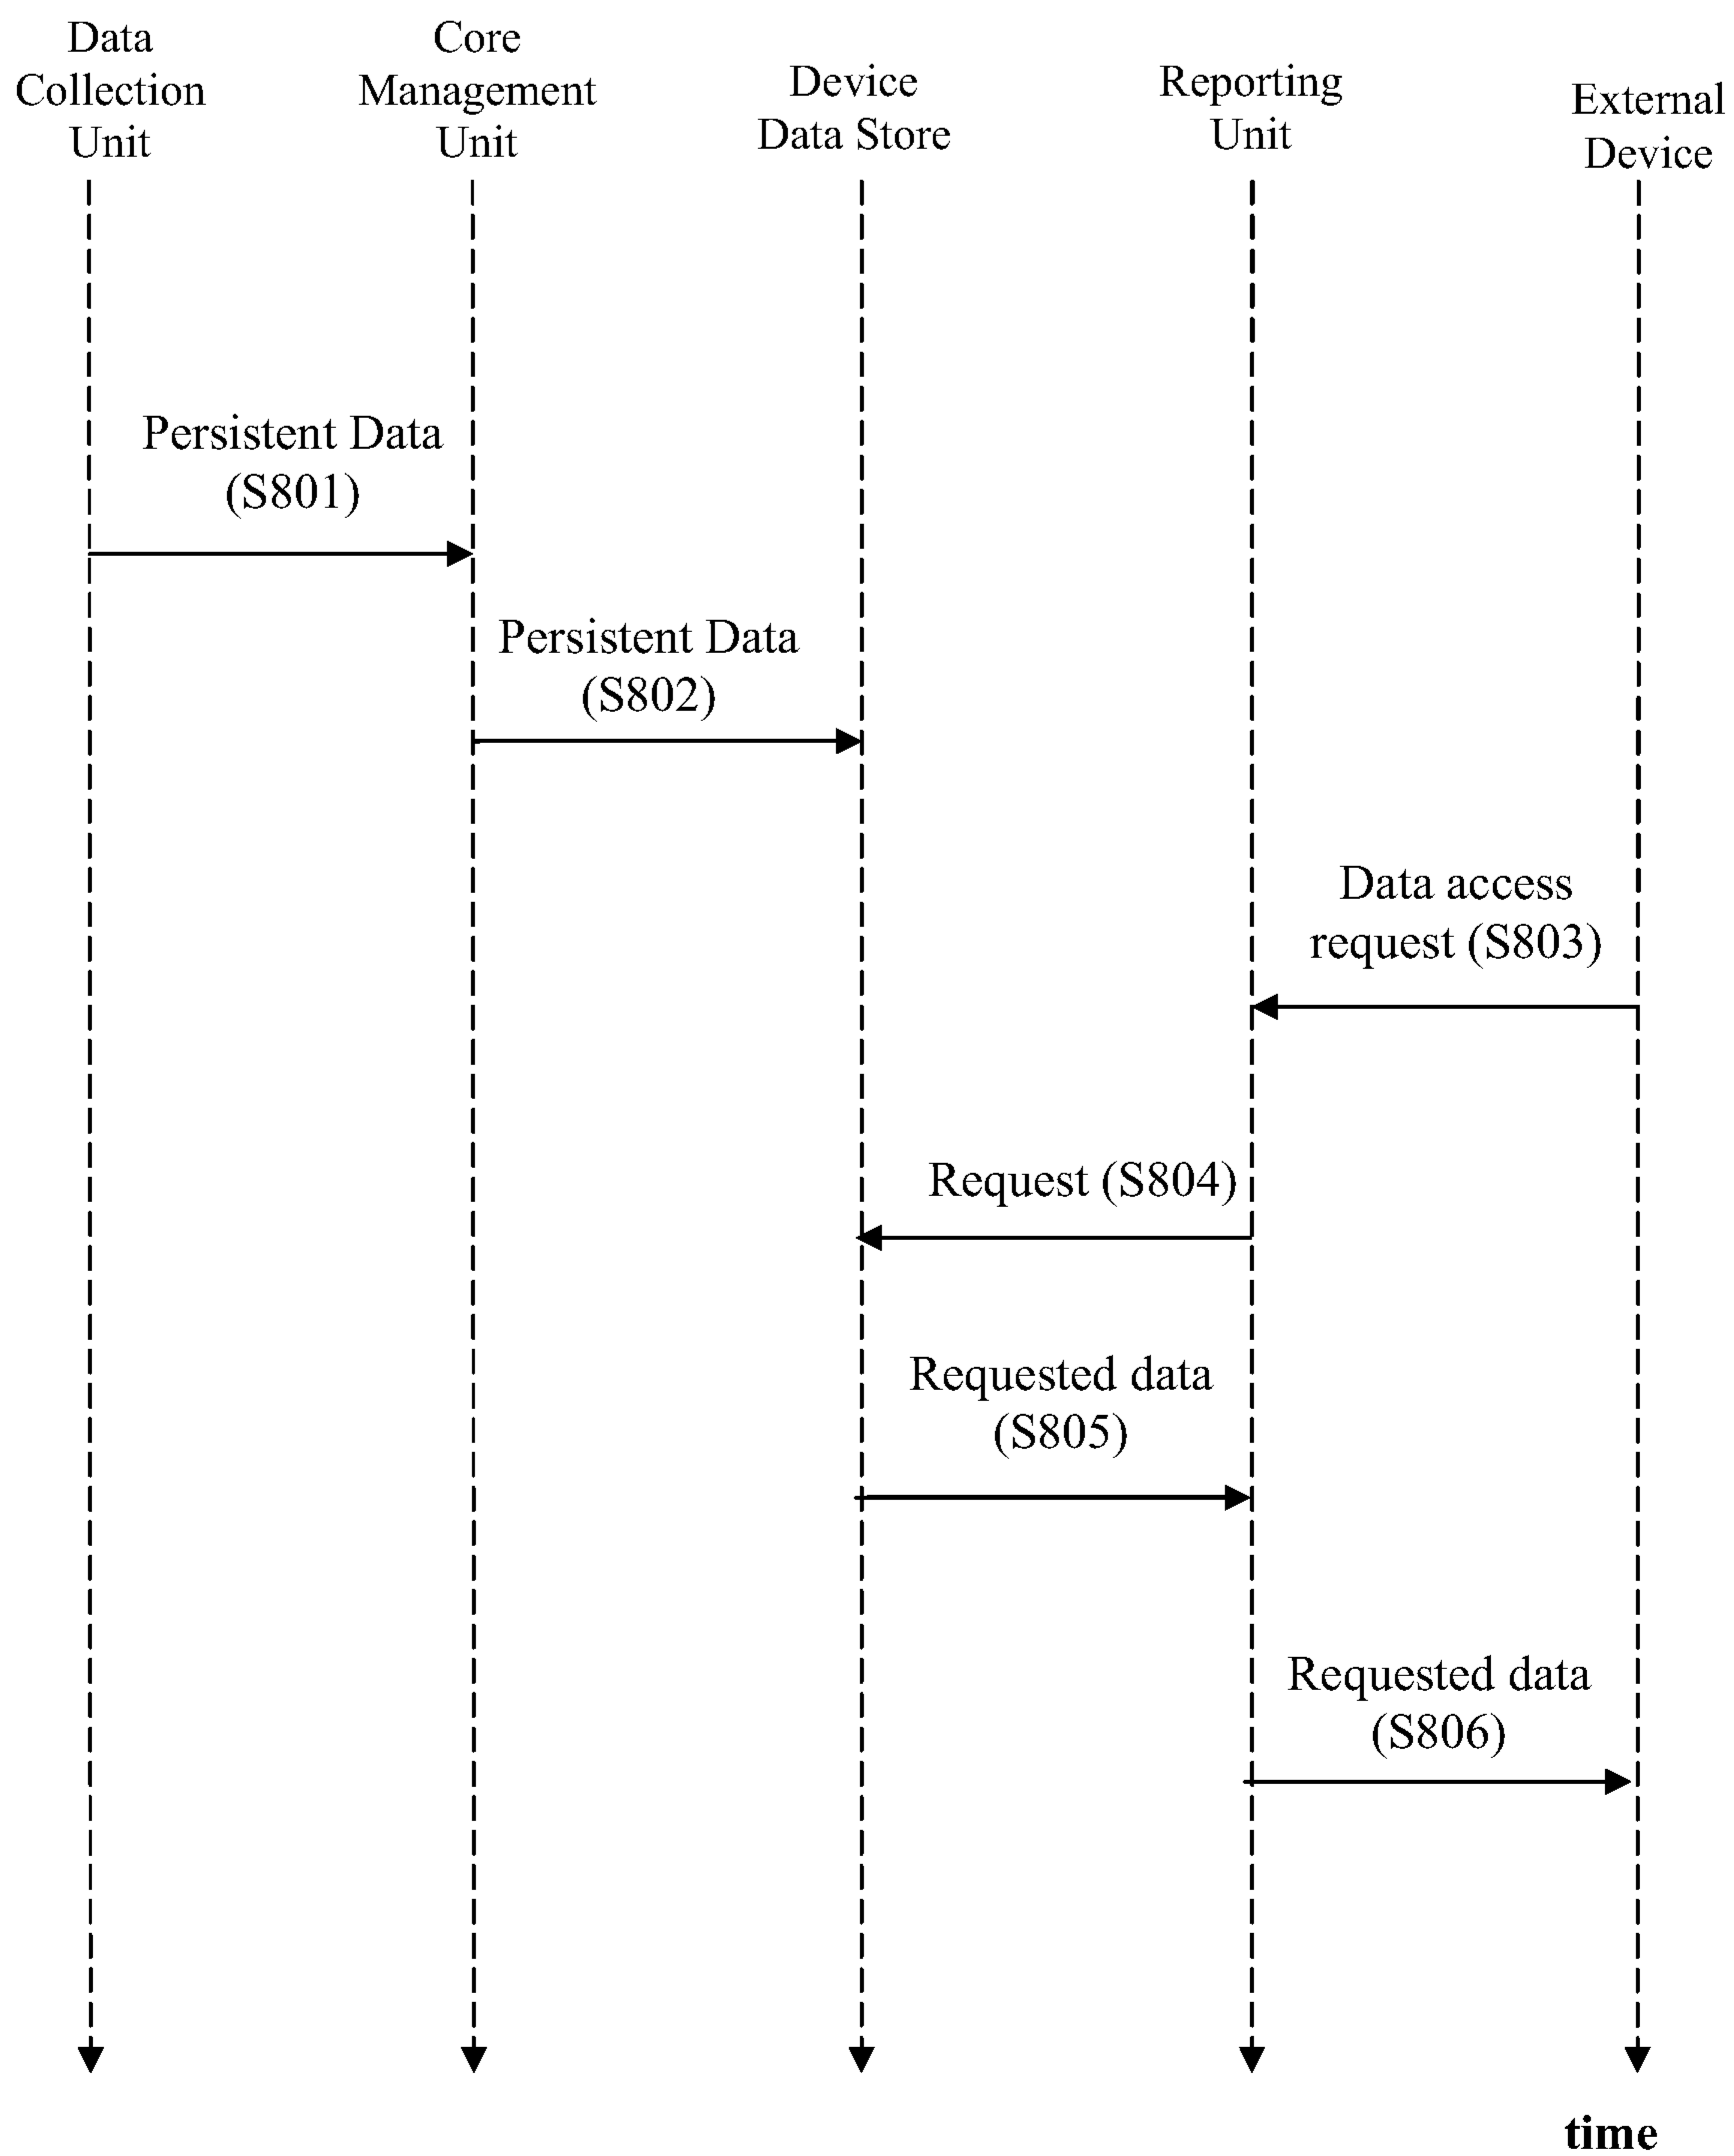 Data
Collection
Unit
Core
Management
Unit
Device
Data Store
Reporting
Unit
External
Device
Persistent Data
(S801)
Persistent Data
(S802)
Data access
request (S803)
Request (S804)
Requested data
(S805)
Requested data
(S806)
time